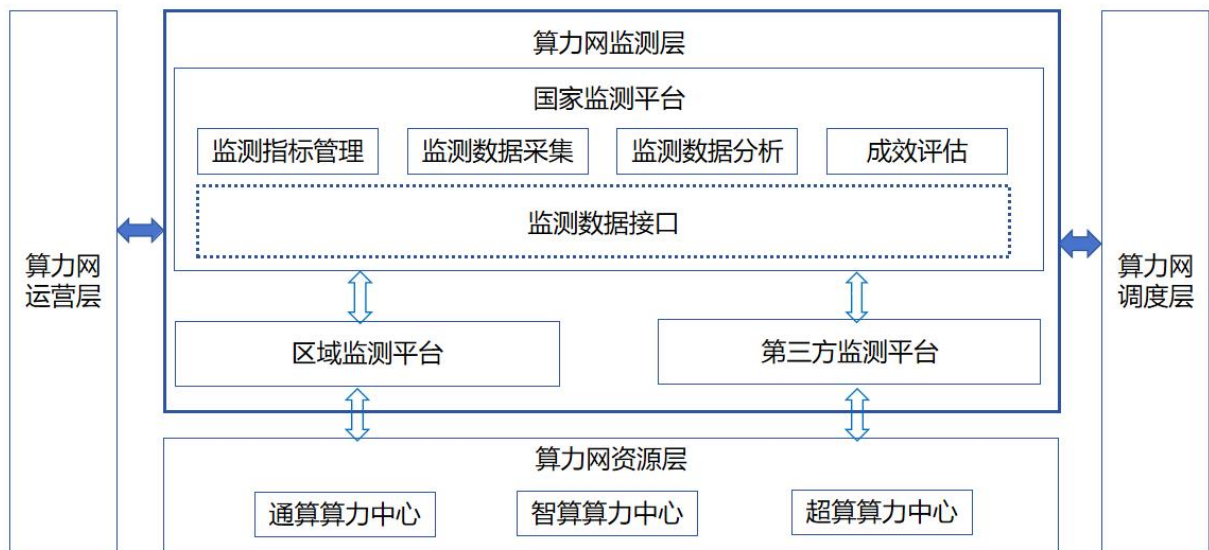 算力网监测层
国家监测平台
监测指标管理
监测数据采集
监测数据分析
成效评估
监测数据接口
算力网
运营层
算力网
调度层
区域监测平台
第三方监测平台
算力网资源层
通算算力中心
智算算力中心
超算算力中心